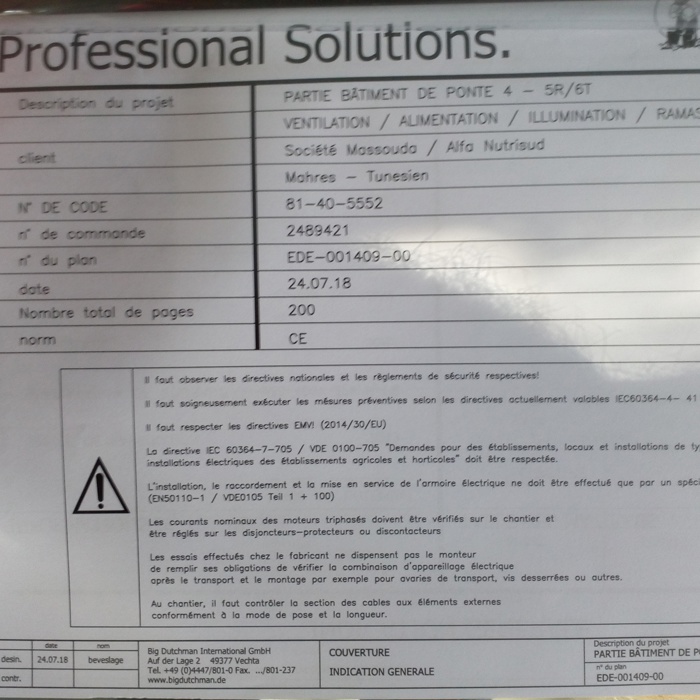 Professional Solutions.
Description du projet PARTIE BÂTIMENT DE PONTE 4 - 5R/6T
VENTILATION / ALIMENTATION / ILLUMINATION / RAMAS
client Société Massouda / Alfa Nutrisud
Mahres - Tunesien
N° DE CODE 81-40-5552
n° de commande 2489421
n° du plan EDE-001409-00
date 24.07.18
Nombre total de pages 200
norm CE
Il faut observer les directives nationales et les règlements de sécurité respectives!
Il faut soigneusement exécuter les mésures préventives selon les directives actuellement valables IEC60364-4- 41
Il faut respecter les directives EMVI (2014/30/EU)
La directive IEC 60364-7-705 / VDE 0100-705 "Demandes pour des établissements, locaux et installations de ty
installations électriques des établissements agricoles et horticoles" doit être respectée.
L'installation, le raccordement et la mise en service de l'armoire électrique ne doit être effectué que par un spéci
(EN50110-1 / VDE0105 Teil 1 + 100)
Les courants nominaux des moteurs triphasés doivent être vérifiés sur le chantier et
être réglés sur les disjoncteurs-protecteurs ou discontacteurs
Les essais effectués chez le fabricant ne dispensent pas le monteur
de remplir ses obligations de vérifier la combinaison d'appareillage électrique
après le transport et le montage par exemple pour avaries de transport, vis desserrées ou autres.
Au chantier, il faut contrôler la section des cables aux éléments externes
conformément à la mode de pose et la longueur.
date nom
desin. 24.07.18 beveslage
contr.
Big Dutchman International GmbH
Auf der Lage 2 49377 Vechta
Tel. +49 (0)4447/801-0 Fax. .../801-237
www.bigdutchman.de
COUVERTURE
INDICATION GENERALE
Description du projet
PARTIE BÂTIMENT DE PO
n° du plan
EDE-001409-00